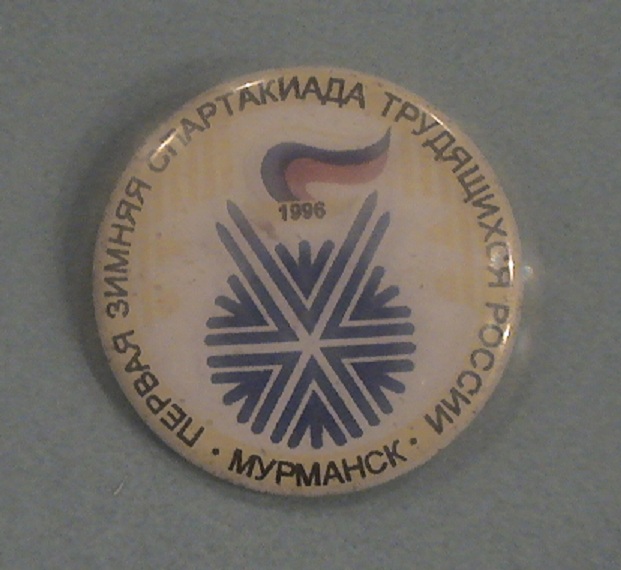 ПЕРВАЯ ЗИМНЯЯ СПАРТАКИАДА ТРУДЯЩИХСЯ РОССИИ
1996
• МУРМАНСК •